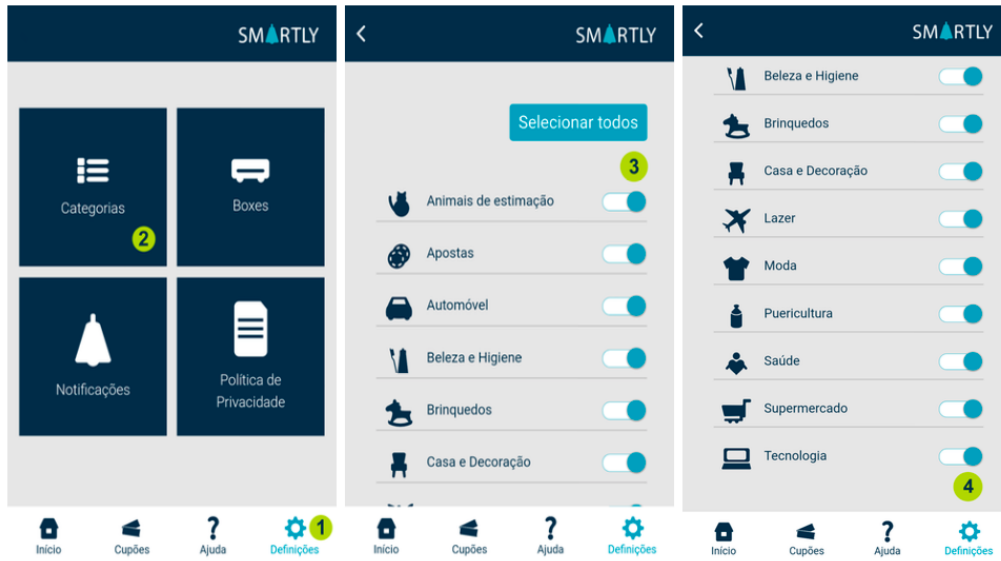 SMARTLY
Categorias
2
Boxes
Notificações
Política de
Privacidade
Início
Cupões
Ajuda
Definições
1
SMARTLY
Selecionar todos
3
Animais de estimação
Apostas
Automóvel
Beleza e Higiene
Brinquedos
Casa e Decoração
Início
Cupões
Ajuda
Definições
SMARTLY
Beleza e Higiene
Brinquedos
Casa e Decoração
Lazer
Moda
Puericultura
Saúde
Supermercado
Tecnologia
4
Início
Cupões
Ajuda
Definições